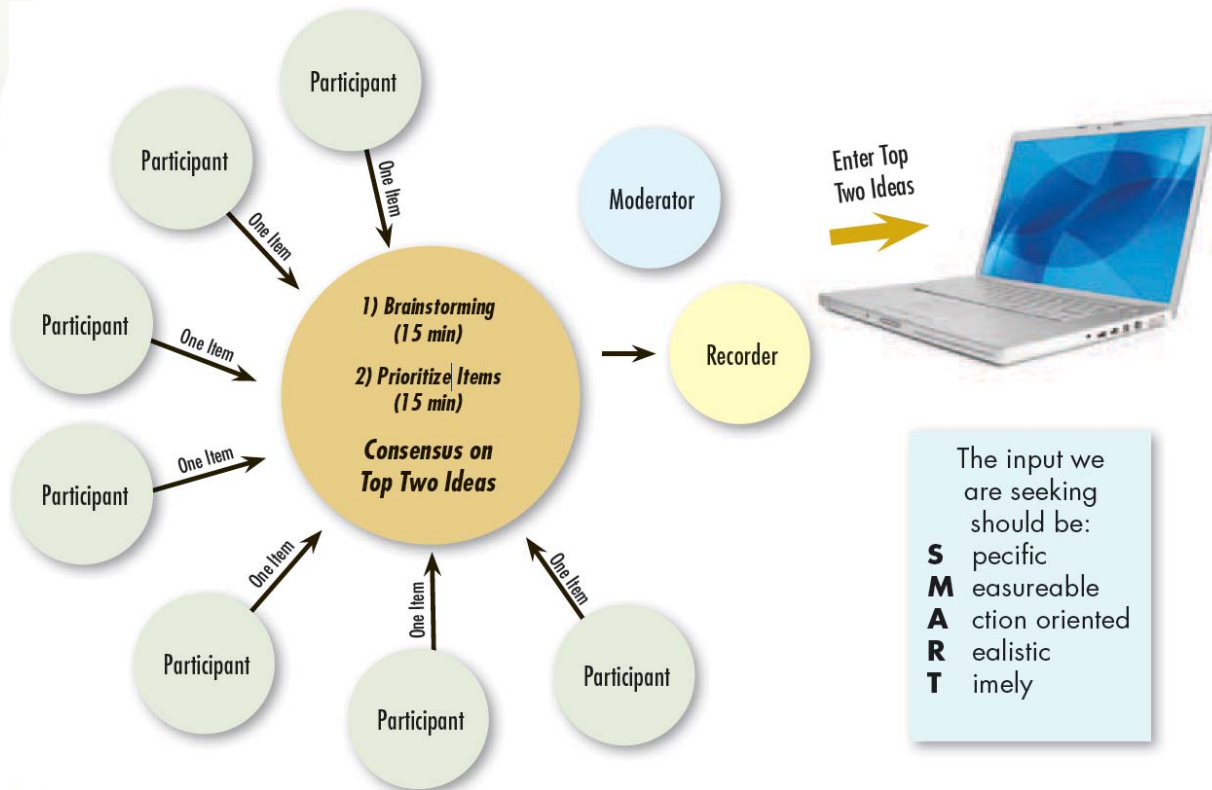 Participant
One Item
Participant
One Item
Participant
One Item
Participant
One Item
Participant
One Item
Participant
One Item
Participant
One Item
1) Brainstorming
(15 min)
2) Prioritize Items
(15 min)
Consensus on
Top Two Ideas
Moderator
Recorder
Enter Top
Two Ideas
The input we
are seeking
should be:
S pecific
M easureable
A ction oriented
R ealistic
T imely